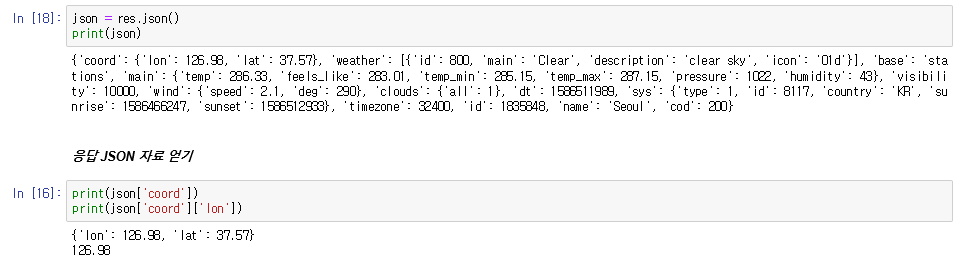 In [18]: json = res.json()
print(json)
{'coord': {'lon': 126.98, 'lat': 37.57}, 'weather': [{'id': 800, 'main': 'Clear', 'description': 'clear sky', 'icon': '01d'}], 'base': 'sta
tions', 'main': {'temp': 286.33, 'feels_like': 283.01, 'temp_min': 285.15, 'temp_max': 287.15, 'pressure': 1022, 'humidity': 43}, 'visibilit
y': 10000, 'wind': {'speed': 2.1, 'deg': 290}, 'clouds': {'all': 1}, 'dt': 1586511989, 'sys': {'type': 1, 'id': 8117, 'country': 'KR', 'su
nrise': 1586466247, 'sunset': 1586512933}, 'timezone': 32400, 'id': 1835848, 'name': 'Seoul', 'cod': 200}
응답 JSON 자료 얻기
In [16]: print(json['coord'])
print(json['coord']['lon'])
{'lon': 126.98, 'lat': 37.57}
126.98